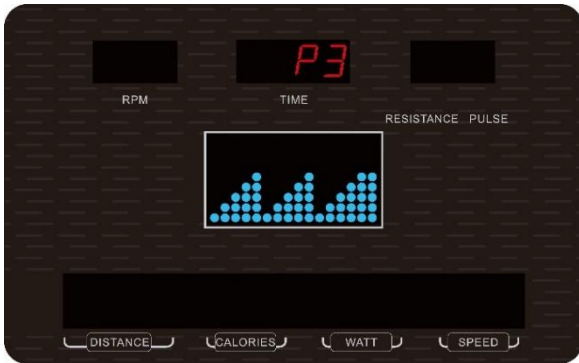 P3
RPM
TIME
RESISTANCE PULSE
DISTANCE
CALORIES
WATT
SPEED